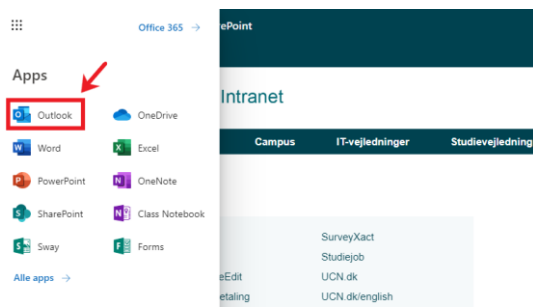 Office 365 →
ePoint
Apps
Intranet
Outlook
OneDrive
Campus
IT-vejledninger
Studievejledning
Word
Excel
PowerPoint
OneNote
SharePoint
Class Notebook
Sway
Forms
SurveyXact
Studiejob
Alle apps →
eEdit
UCN.dk
etaling
UCN.dk/english